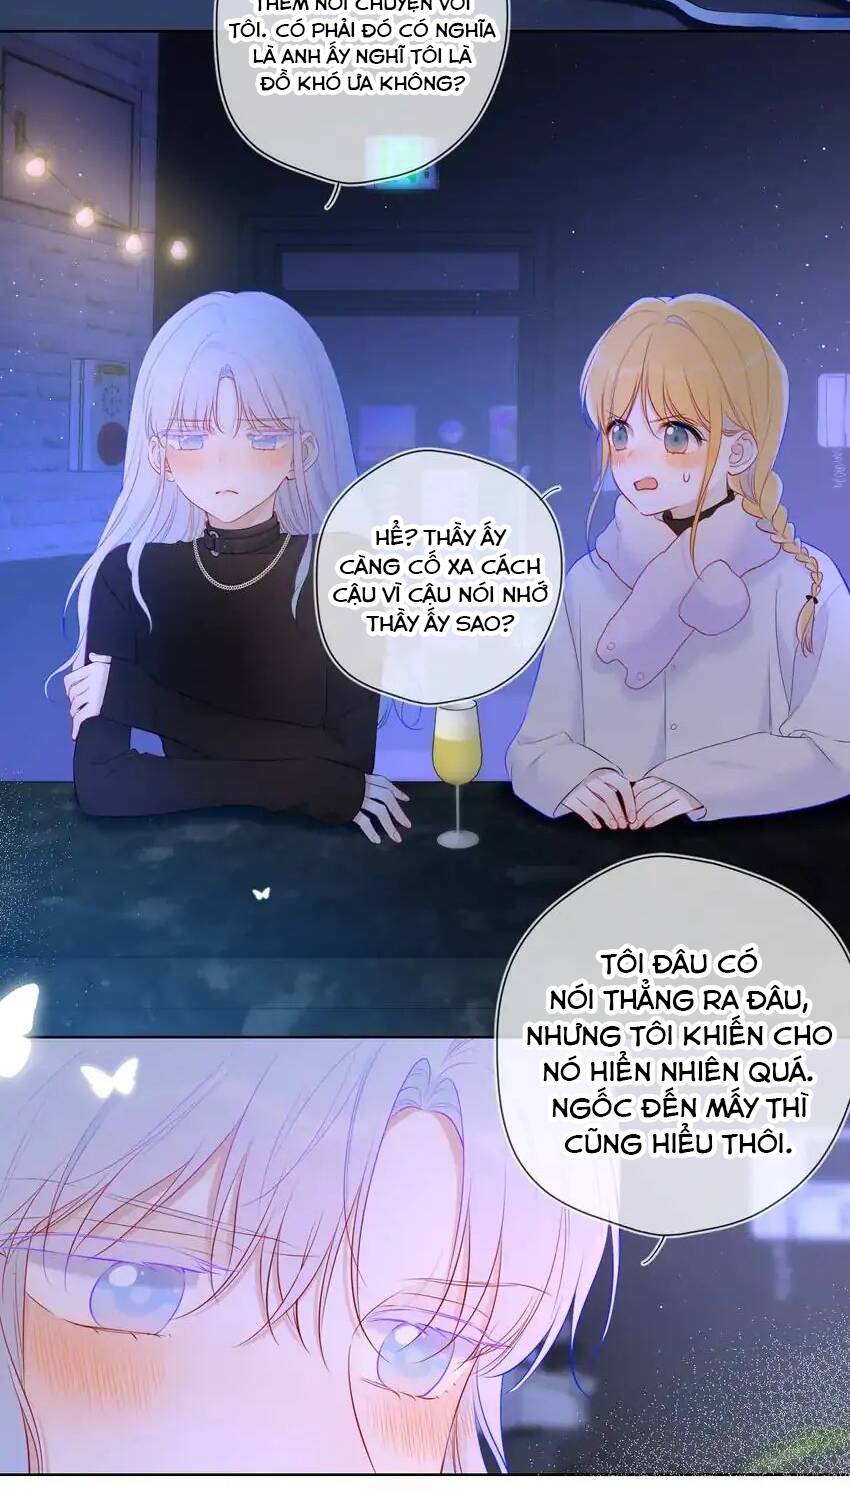 THÈM NÓI CHUYỆN VỚI
TÔI. CÓ PHẢI ĐÓ CÓ NGHĨA
LÀ ANH ẤY NGHĨ TÔI LÀ
ĐỒ KHÓ ƯA KHÔNG?
HỂ? THẦY ẤY
CÀNG CỐ XA CÁCH
CẬU VÌ CẬU NÓI NHỚ
THẦY ẤY SAO?
TÔI ĐÂU CÓ
NÓI THẲNG RA ĐÂU,
NHƯNG TÔI KHIẾN CHO
NÓ HIỂN NHIÊN QUÁ.
NGỐC ĐẾN MẤY THÌ
CŨNG HIỂU THÔI.